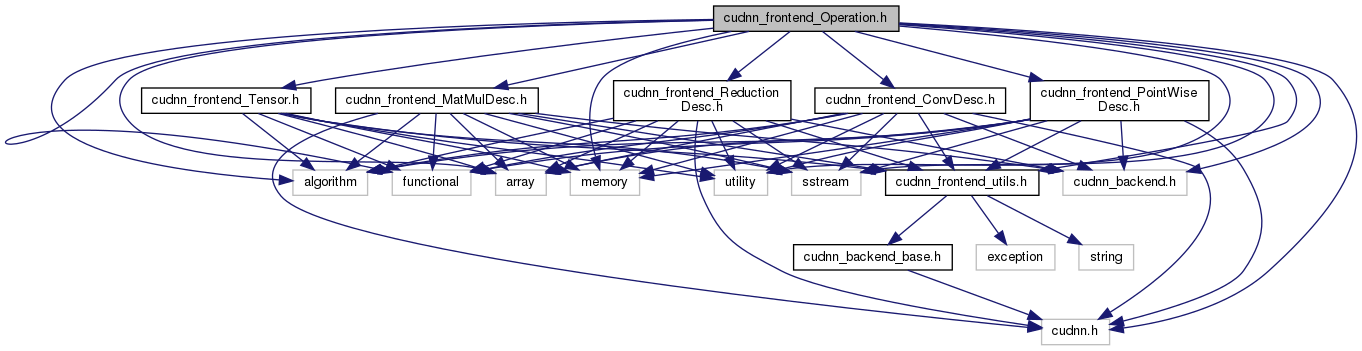 cudnn_frontend_Operation.h
cudnn_frontend_Tensor.h
cudnn_frontend_MatMulDesc.h
cudnn_frontend_Reduction
Desc.h
cudnn_frontend_ConvDesc.h
cudnn_frontend_PointWise
Desc.h
algorithm
functional
array
memory
utility
sstream
cudnn_frontend_utils.h
cudnn_backend.h
cudnn_backend_base.h
exception
string
cudnn.h